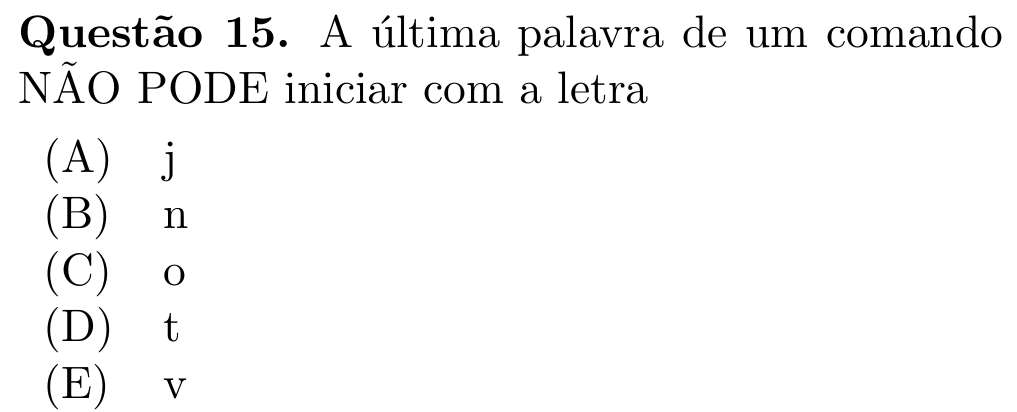 Questão 15. A última palavra de um comando
NÃO PODE iniciar com a letra
(A) j
(B) n
(C) o
(D) t
(E) v